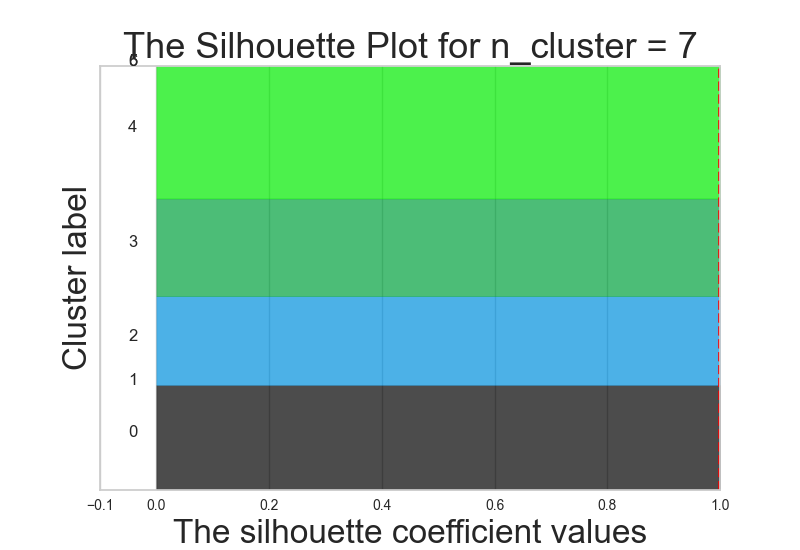 The Silhouette Plot for n_cluster = 7
4
3
2
1
0
Cluster label
−0.1 0.0 0.2 0.4 0.6 0.8 1.0
The silhouette coefficient values